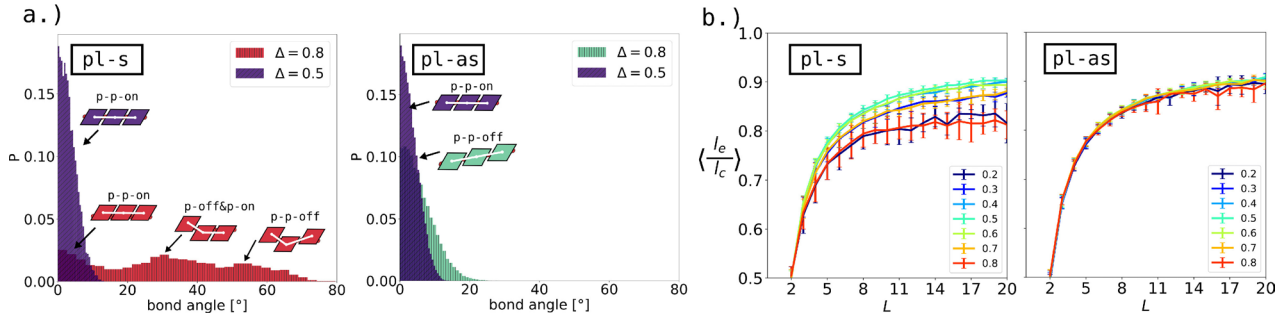 a.)
pl-s
Δ = 0.8
Δ = 0.5
p-p-on
p-p-on
p-off&p-on
p-p-off
P
0.00
0.05
0.10
0.15
0
20
40
60
80
bond angle [°]
pl-as
Δ = 0.8
Δ = 0.5
p-p-on
p-p-off
0.00
0.05
0.10
0.15
0
20
40
60
80
bond angle [°]
b.)
pl-s
⟨l_e/l_c⟩
1.0
0.9
0.8
0.7
0.6
0.5
0.2
0.3
0.4
0.5
0.6
0.7
0.8
2
5
8
11
14
17
20
L
pl-as
0.2
0.3
0.4
0.5
0.6
0.7
0.8
2
5
8
11
14
17
20
L